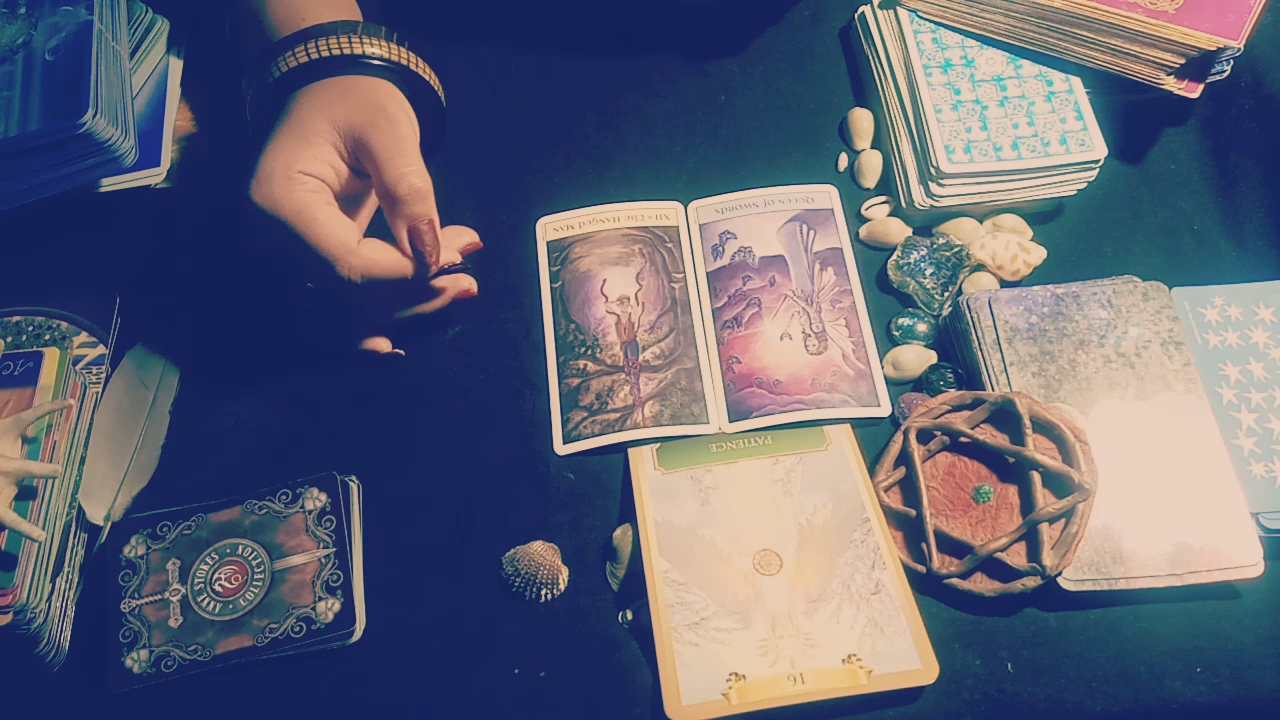 XII • The Hanged Man
Queen of Swords
PATIENCE
16
ANNE STOKES • COLLECTION •